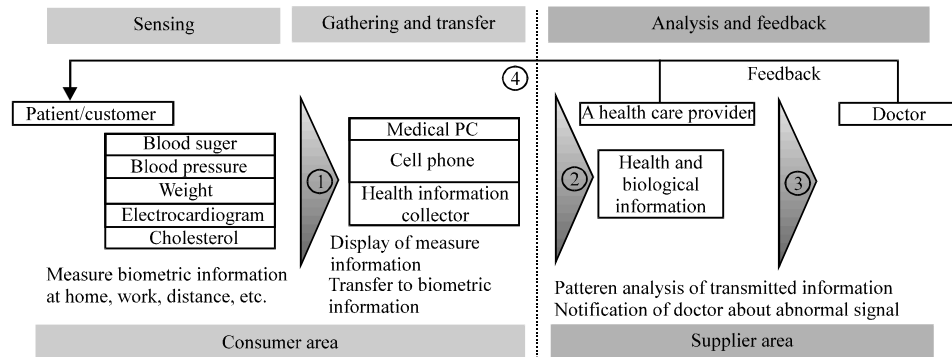 Sensing
Gathering and transfer
Analysis and feedback
4
Feedback
Patient/customer
A health care provider
Doctor
Blood suger
Blood pressure
Weight
Electrocardiogram
Cholesterol
1
Medical PC
Cell phone
Health information
collector
2
Health and
biological
information
3
Measure biometric information
at home, work, distance, etc.
Display of measure
information
Transfer to biometric
information
Patteren analysis of transmitted information
Notification of doctor about abnormal signal
Consumer area
Supplier area